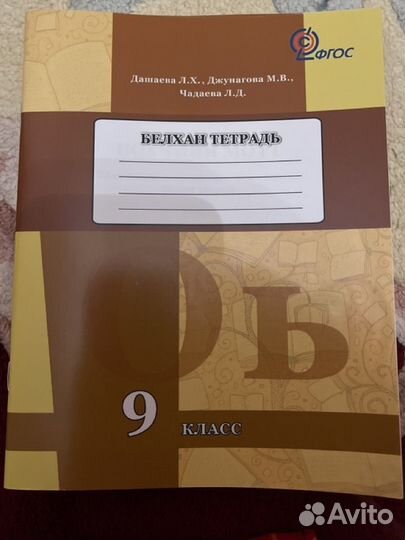 ФГОС
Дашаева Л.Х., Джунагова М.В.,
Чадаева Л.Д.
БЕЛХАН ТЕТРАДЬ
Оь
9 КЛАСС
Avito